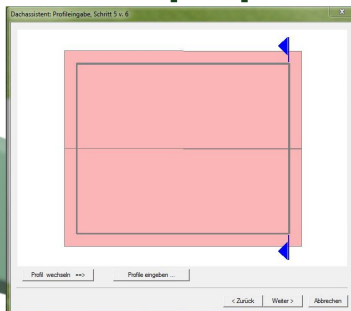 Dachassistent: Profileingabe, Schritt 5 v. 6
Profil wechseln ==>
Profile eingeben ...
< Zurück
Weiter >
Abbrechen